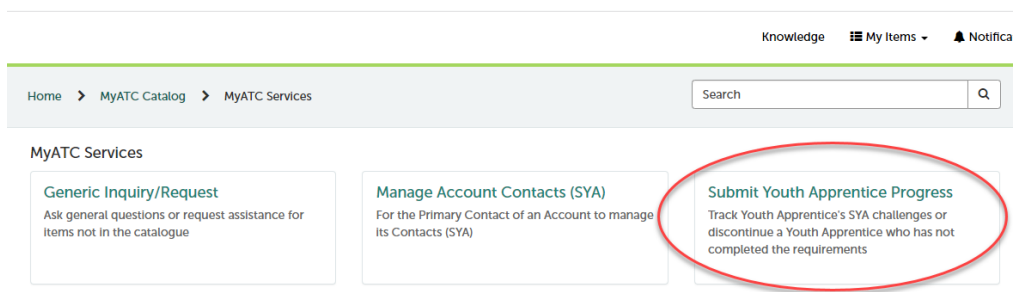 Knowledge My Items Notifica
Home > MyATC Catalog > MyATC Services
Search
MyATC Services
Generic Inquiry/Request
Ask general questions or request assistance for
items not in the catalogue
Manage Account Contacts (SYA)
For the Primary Contact of an Account to manage
its Contacts (SYA)
Submit Youth Apprentice Progress
Track Youth Apprentice's SYA challenges or
discontinue a Youth Apprentice who has not
completed the requirements